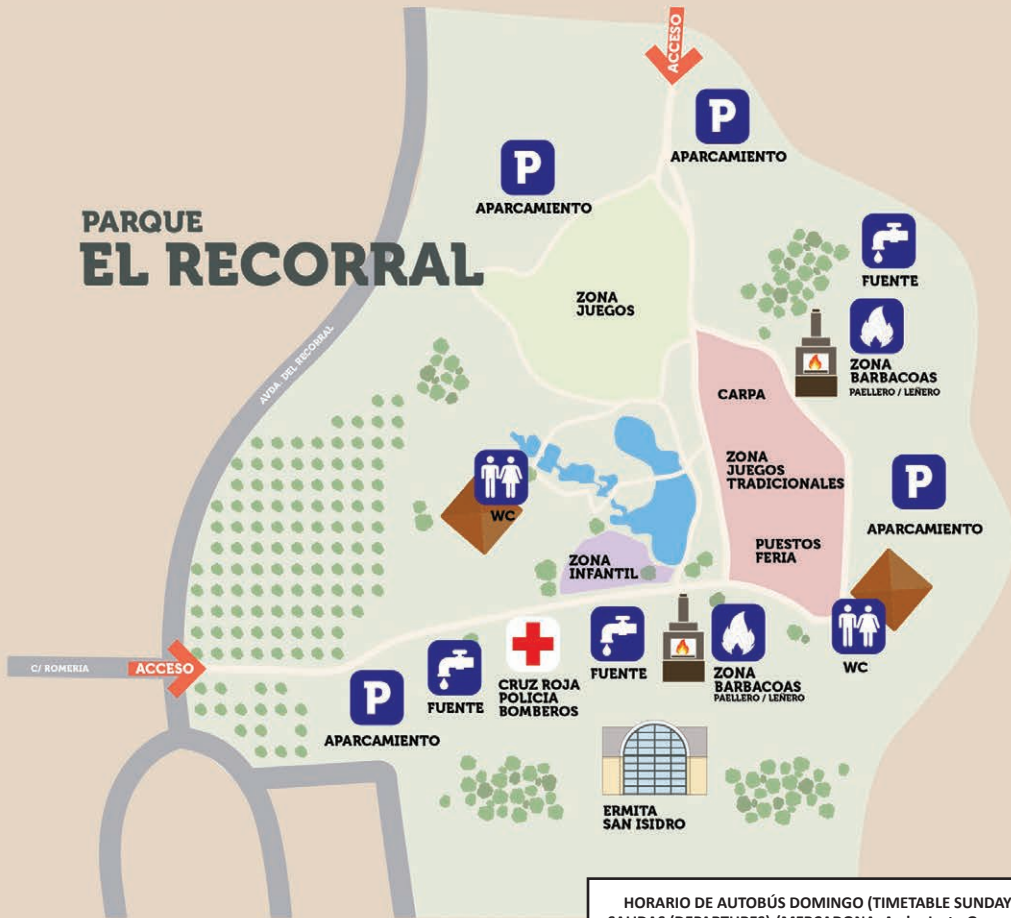 ACCESO
P
APARCAMIENTO
P
APARCAMIENTO
PARQUE
EL RECORRAL
FUENTE
ZONA
JUEGOS
AVDA. DEL RECORRAL
ZONA
BARBACOAS
PAELLERO / LEÑERO
CARPA
ZONA
JUEGOS
TRADICIONALES
P
APARCAMIENTO
WC
PUESTOS
FERIA
ZONA
INFANTIL
C/ ROMERIA
ACCESO
P
APARCAMIENTO
FUENTE
CRUZ ROJA
POLICIA
BOMBEROS
FUENTE
ZONA
BARBACOAS
PAELLERO / LEÑERO
WC
ERMITA
SAN ISIDRO
HORARIO DE AUTOBÚS DOMINGO (TIMETABLE SUNDAY